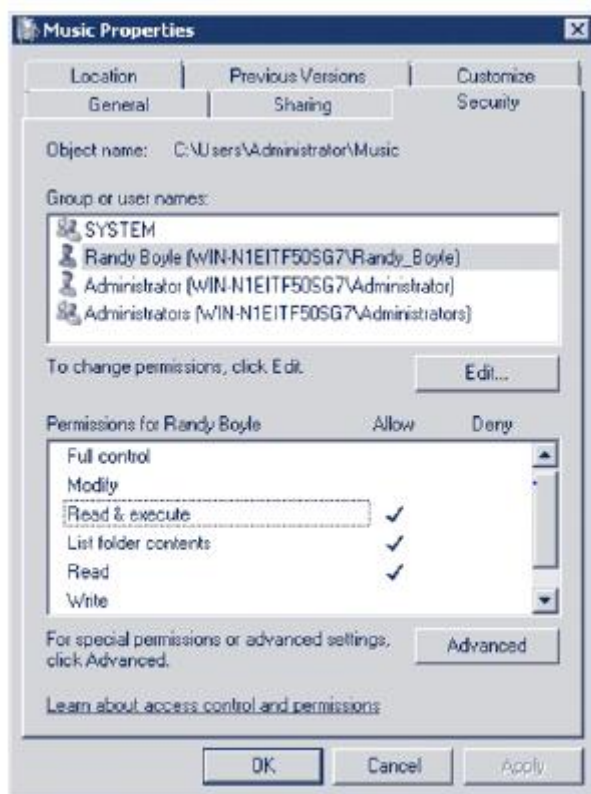 Music Properties
Location Previous Versions Customize
General Sharing Security
Object name: C:\Users\Administrator\Music
Group or user names:
SYSTEM
Randy Boyle (WIN-N1EITF50SG7\Randy_Boyle)
Administrator (WIN-N1EITF50SG7\Administrator)
Administrators (WIN-N1EITF50SG7\Administrators)
To change permissions, click Edit.
Edit...
Permissions for Randy Boyle Allow Deny
Full control
Modify
Read & execute
List folder contents
Read
Write
For special permissions or advanced settings,
click Advanced.
Advanced
Learn about access control and permissions
OK Cancel Apply